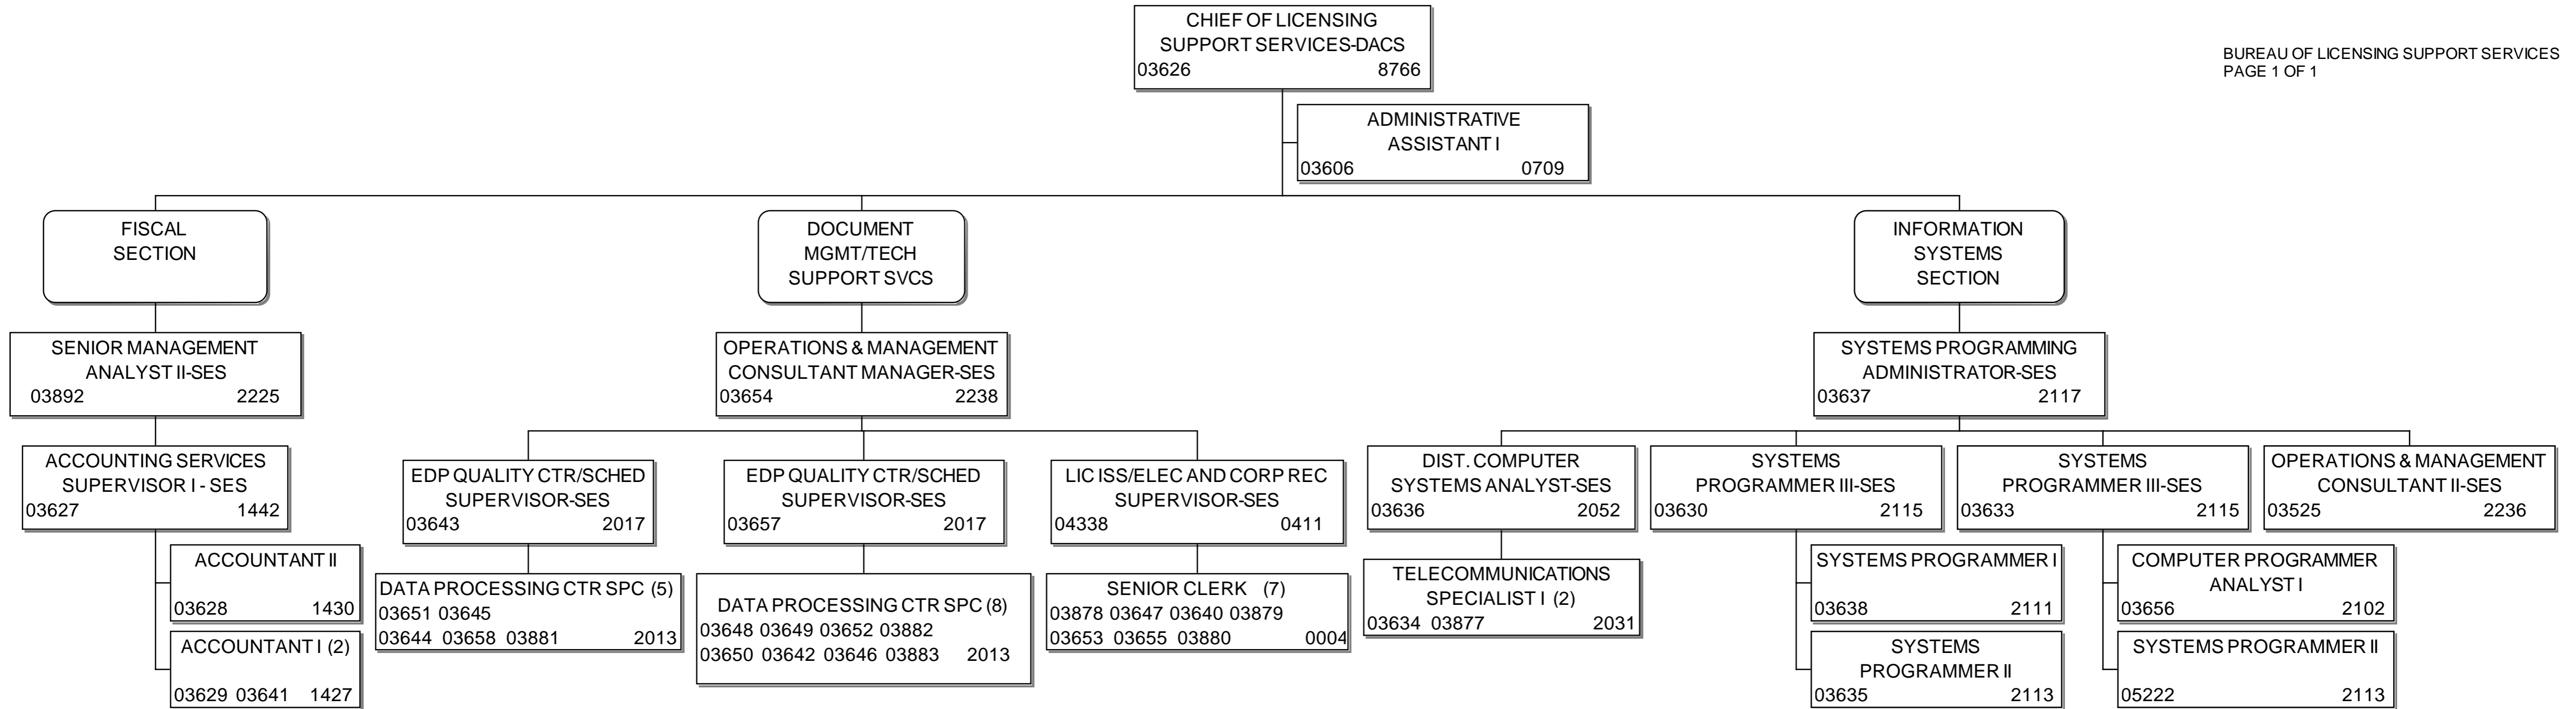 CHIEF OF LICENSING
SUPPORT SERVICES-DACS
03626 8766
BUREAU OF LICENSING SUPPORT SERVICES
PAGE 1 OF 1
ADMINISTRATIVE
ASSISTANT I
03606 0709
FISCAL
SECTION
DOCUMENT
MGMT/TECH
SUPPORT SVCS
INFORMATION
SYSTEMS
SECTION
SENIOR MANAGEMENT
ANALYST II-SES
03892 2225
OPERATIONS & MANAGEMENT
CONSULTANT MANAGER-SES
03654 2238
SYSTEMS PROGRAMMING
ADMINISTRATOR-SES
03637 2117
ACCOUNTING SERVICES
SUPERVISOR I - SES
03627 1442
EDP QUALITY CTR/SCHED
SUPERVISOR-SES
03643 2017
EDP QUALITY CTR/SCHED
SUPERVISOR-SES
03657 2017
LIC ISS/ELEC AND CORP REC
SUPERVISOR-SES
04338 0411
DIST. COMPUTER
SYSTEMS ANALYST-SES
03636 2052
SYSTEMS
PROGRAMMER III-SES
03630 2115
SYSTEMS
PROGRAMMER III-SES
03633 2115
OPERATIONS & MANAGEMENT
CONSULTANT II-SES
03525 2236
ACCOUNTANT II
03628 1430
ACCOUNTANT I (2)
03629 03641 1427
DATA PROCESSING CTR SPC (5)
03651 03645
03644 03658 03881 2013
DATA PROCESSING CTR SPC (8)
03648 03649 03652 03882
03650 03642 03646 03883 2013
SENIOR CLERK (7)
03878 03647 03640 03879
03653 03655 03880 0004
TELECOMMUNICATIONS
SPECIALIST I (2)
03634 03877 2031
SYSTEMS PROGRAMMER I
03638 2111
SYSTEMS
PROGRAMMER II
03635 2113
COMPUTER PROGRAMMER
ANALYST I
03656 2102
SYSTEMS PROGRAMMER II
05222 2113